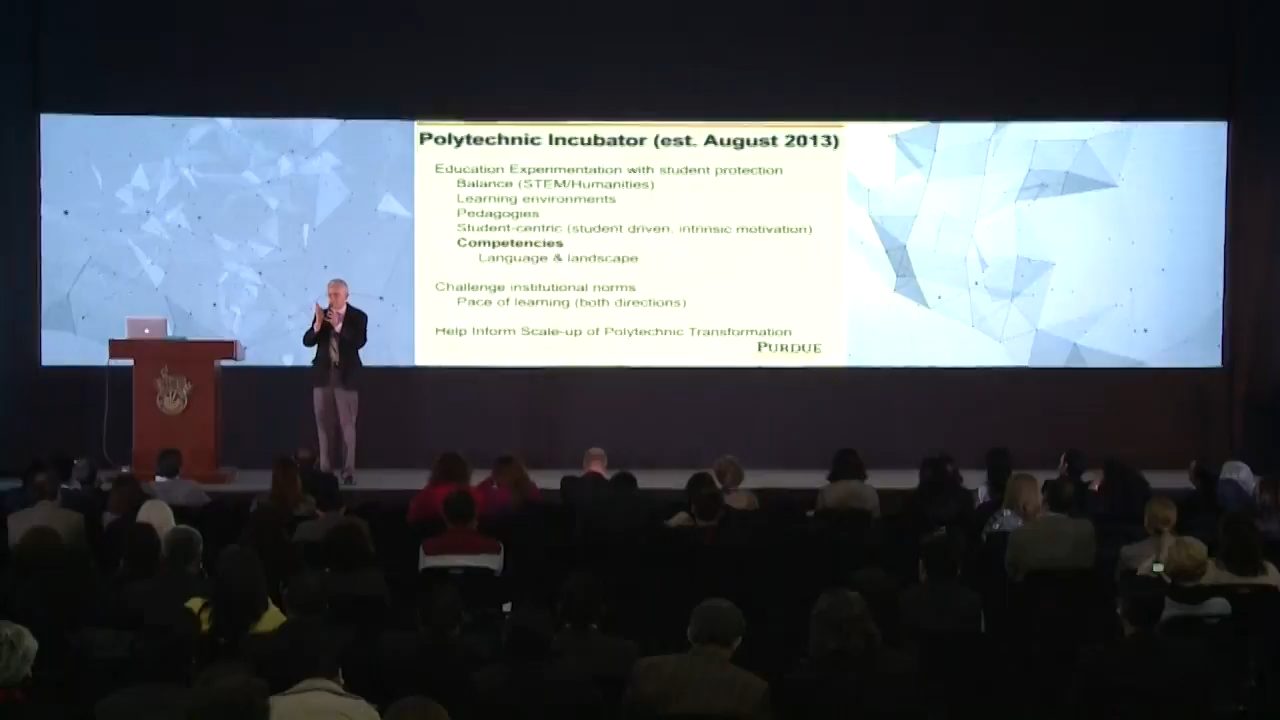 Polytechnic Incubator (est. August 2013)
Education Experimentation with student protection
Balance (STEM/Humanities)
Learning environments
Pedagogies
Student-centric (student driven, intrinsic motivation)
Competencies
Language & landscape
Challenge institutional norms
Pace of learning (both directions)
Help Inform Scale-up of Polytechnic Transformation
PURDUE